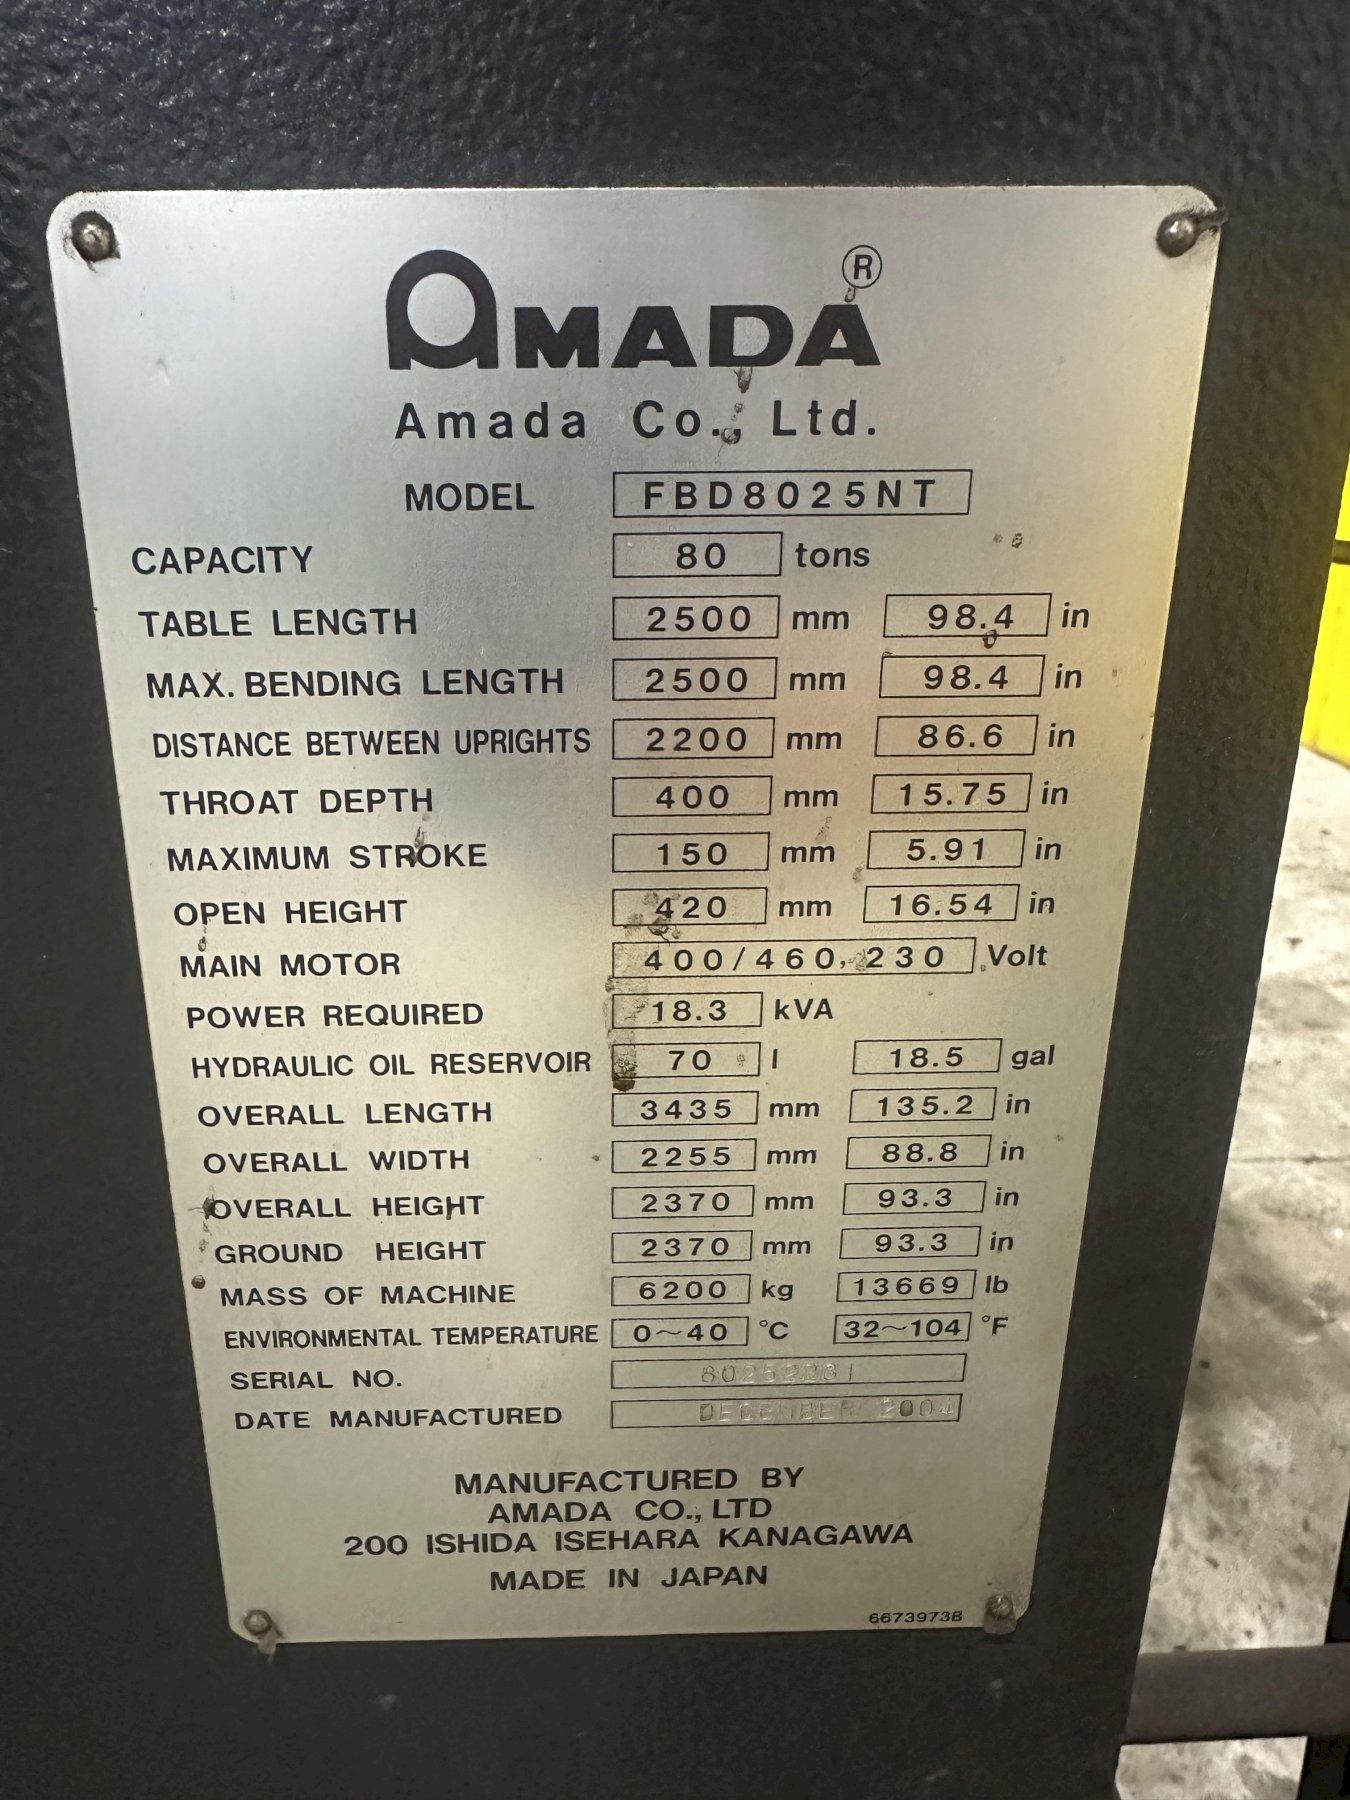 AMADA ®
Amada Co., Ltd.
MODEL FBD8025NT
CAPACITY 80 tons
TABLE LENGTH 2500 mm 98.4 in
MAX. BENDING LENGTH 2500 mm 98.4 in
DISTANCE BETWEEN UPRIGHTS 2200 mm 86.6 in
THROAT DEPTH 400 mm 15.75 in
MAXIMUM STROKE 150 mm 5.91 in
OPEN HEIGHT 420 mm 16.54 in
MAIN MOTOR 400/460,230 Volt
POWER REQUIRED 18.3 kVA
HYDRAULIC OIL RESERVOIR 70 l 18.5 gal
OVERALL LENGTH 3435 mm 135.2 in
OVERALL WIDTH 2255 mm 88.8 in
OVERALL HEIGHT 2370 mm 93.3 in
GROUND HEIGHT 2370 mm 93.3 in
MASS OF MACHINE 6200 kg 13669 lb
ENVIRONMENTAL TEMPERATURE 0~40 °C 32~104 °F
SERIAL NO.
DATE MANUFACTURED DECEMBER 2004
MANUFACTURED BY
AMADA CO., LTD
200 ISHIDA ISEHARA KANAGAWA
MADE IN JAPAN
6673973B